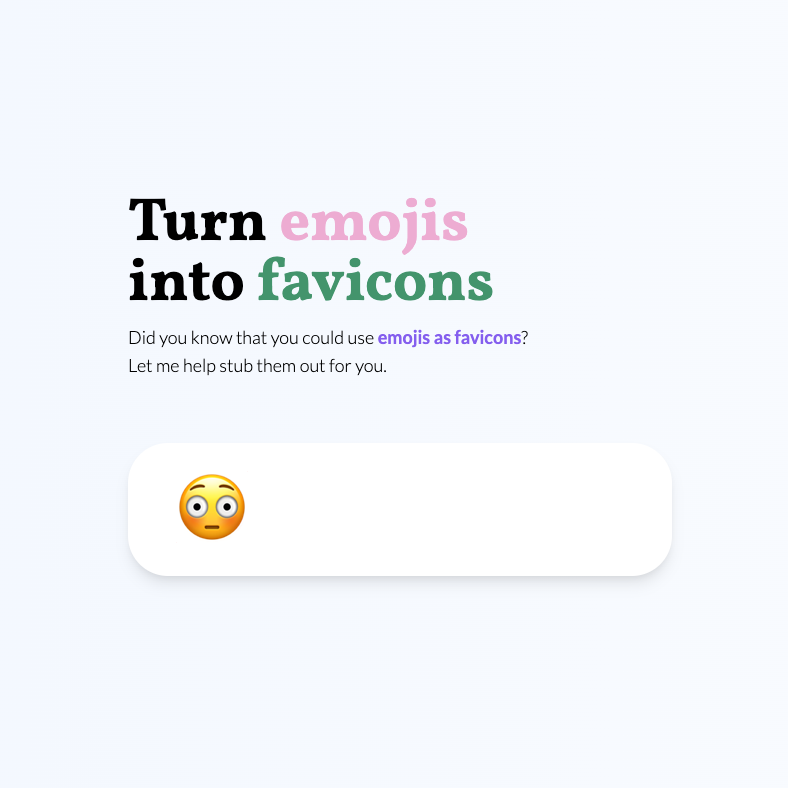 Turn emojis
into favicons
Did you know that you could use emojis as favicons?
Let me help stub them out for you.
😳